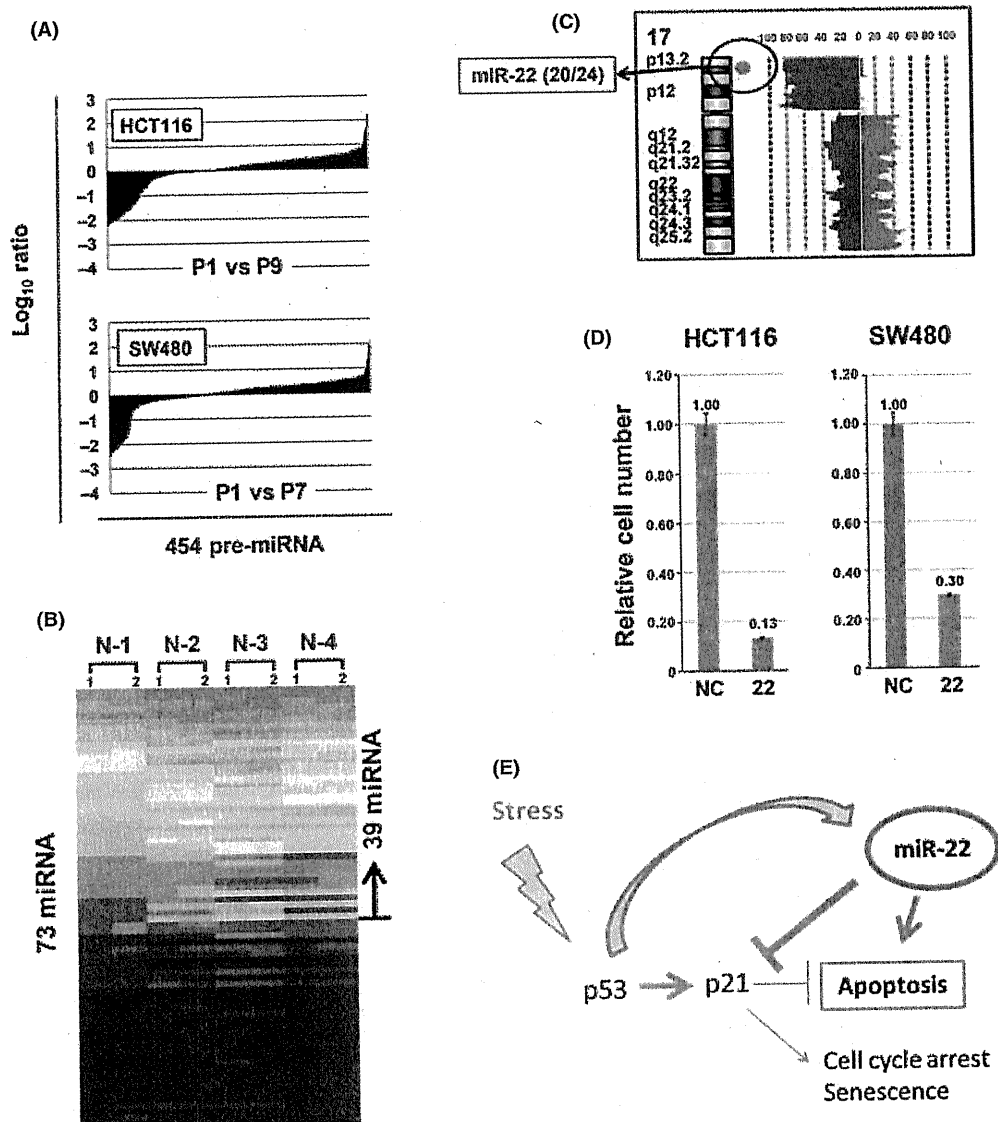 (A)
Log10 ratio
3
2
1
0
–1
–2
–3
–4
HCT116
P1 vs P9
3
2
1
0
–1
–2
–3
–4
SW480
P1 vs P7
454 pre-miRNA
(B)
N-1 N-2 N-3 N-4
1 2 1 2 1 2 1 2
73 miRNA
39 miRNA
(C)
17
100 80 60 40 20 0 20 40 60 80 100
miR-22 (20/24)
p13.2
p12
q12
q21.2
q21.32
q22
q23.2
q24.1
q24.3
q25.2
(D)
HCT116
SW480
Relative cell number
1.20
1.00
0.80
0.60
0.40
0.20
0
1.00
0.13
NC 22
1.20
1.00
0.80
0.60
0.40
0.20
0
1.00
0.30
NC 22
(E)
Stress
miR-22
p53
p21
Apoptosis
Cell cycle arrest
Senescence